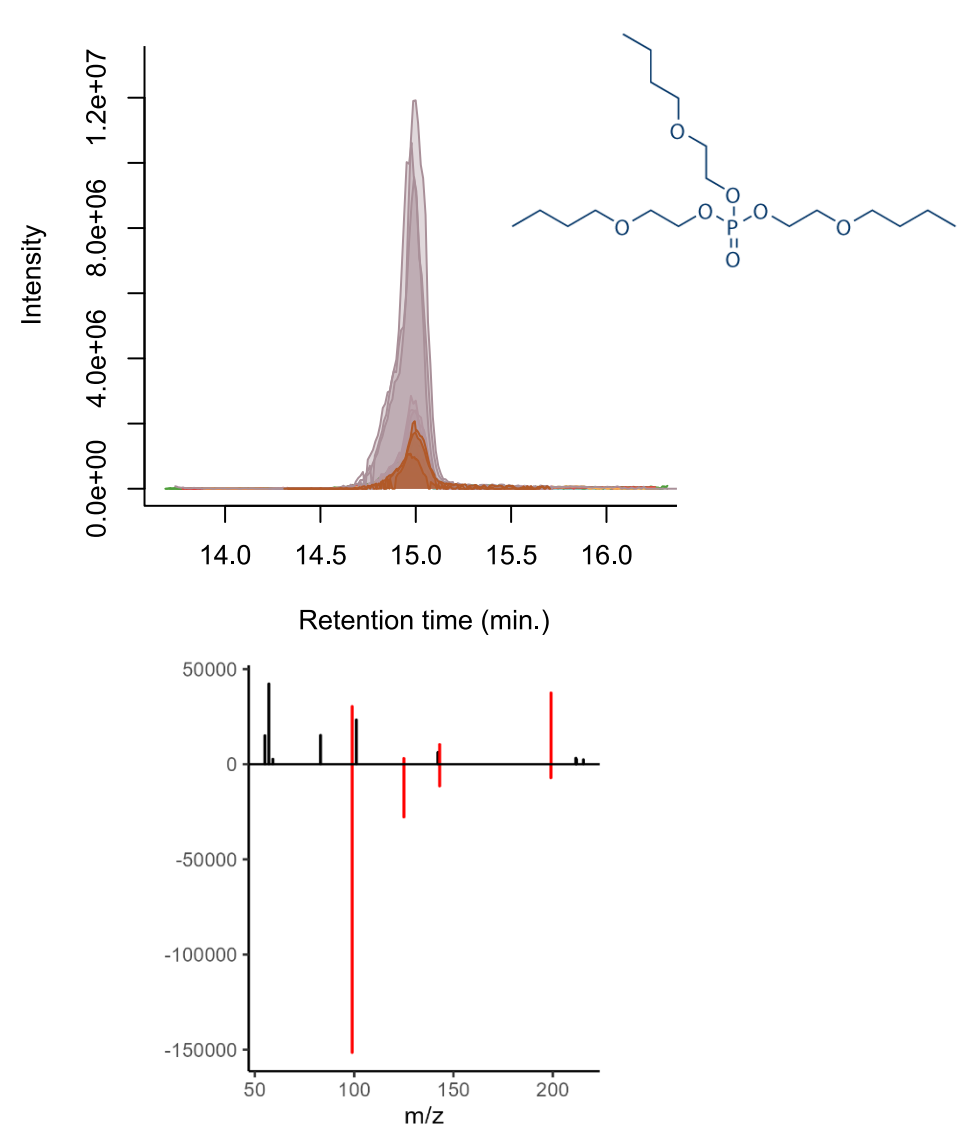 Intensity
1.2e+07
8.0e+06
4.0e+06
0.0e+00
14.0 14.5 15.0 15.5 16.0
Retention time (min.)
O
O
O
O
P
O
O
O
50000
0
-50000
-100000
-150000
50 100 150 200
m/z